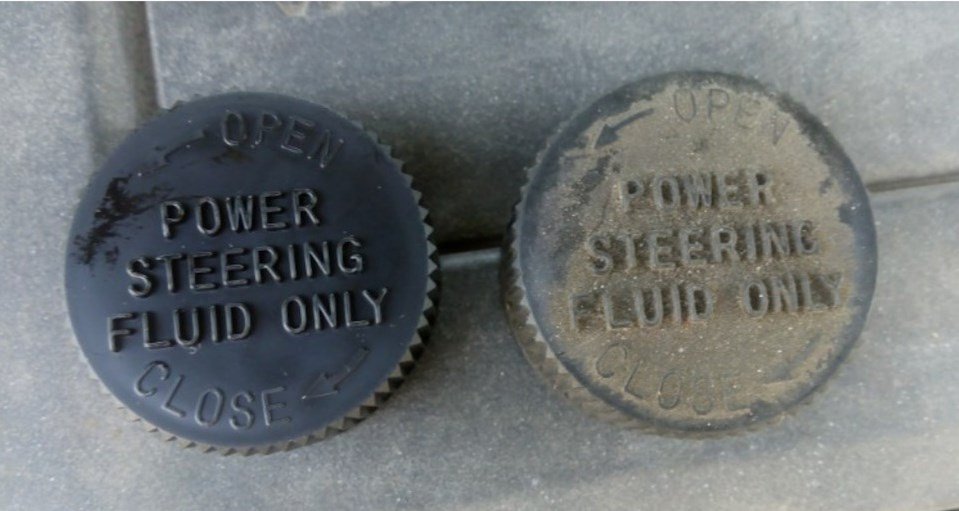 OPEN
POWER
STEERING
FLUID ONLY
CLOSE
OPEN
POWER
STEERING
FLUID ONLY
CLOSE